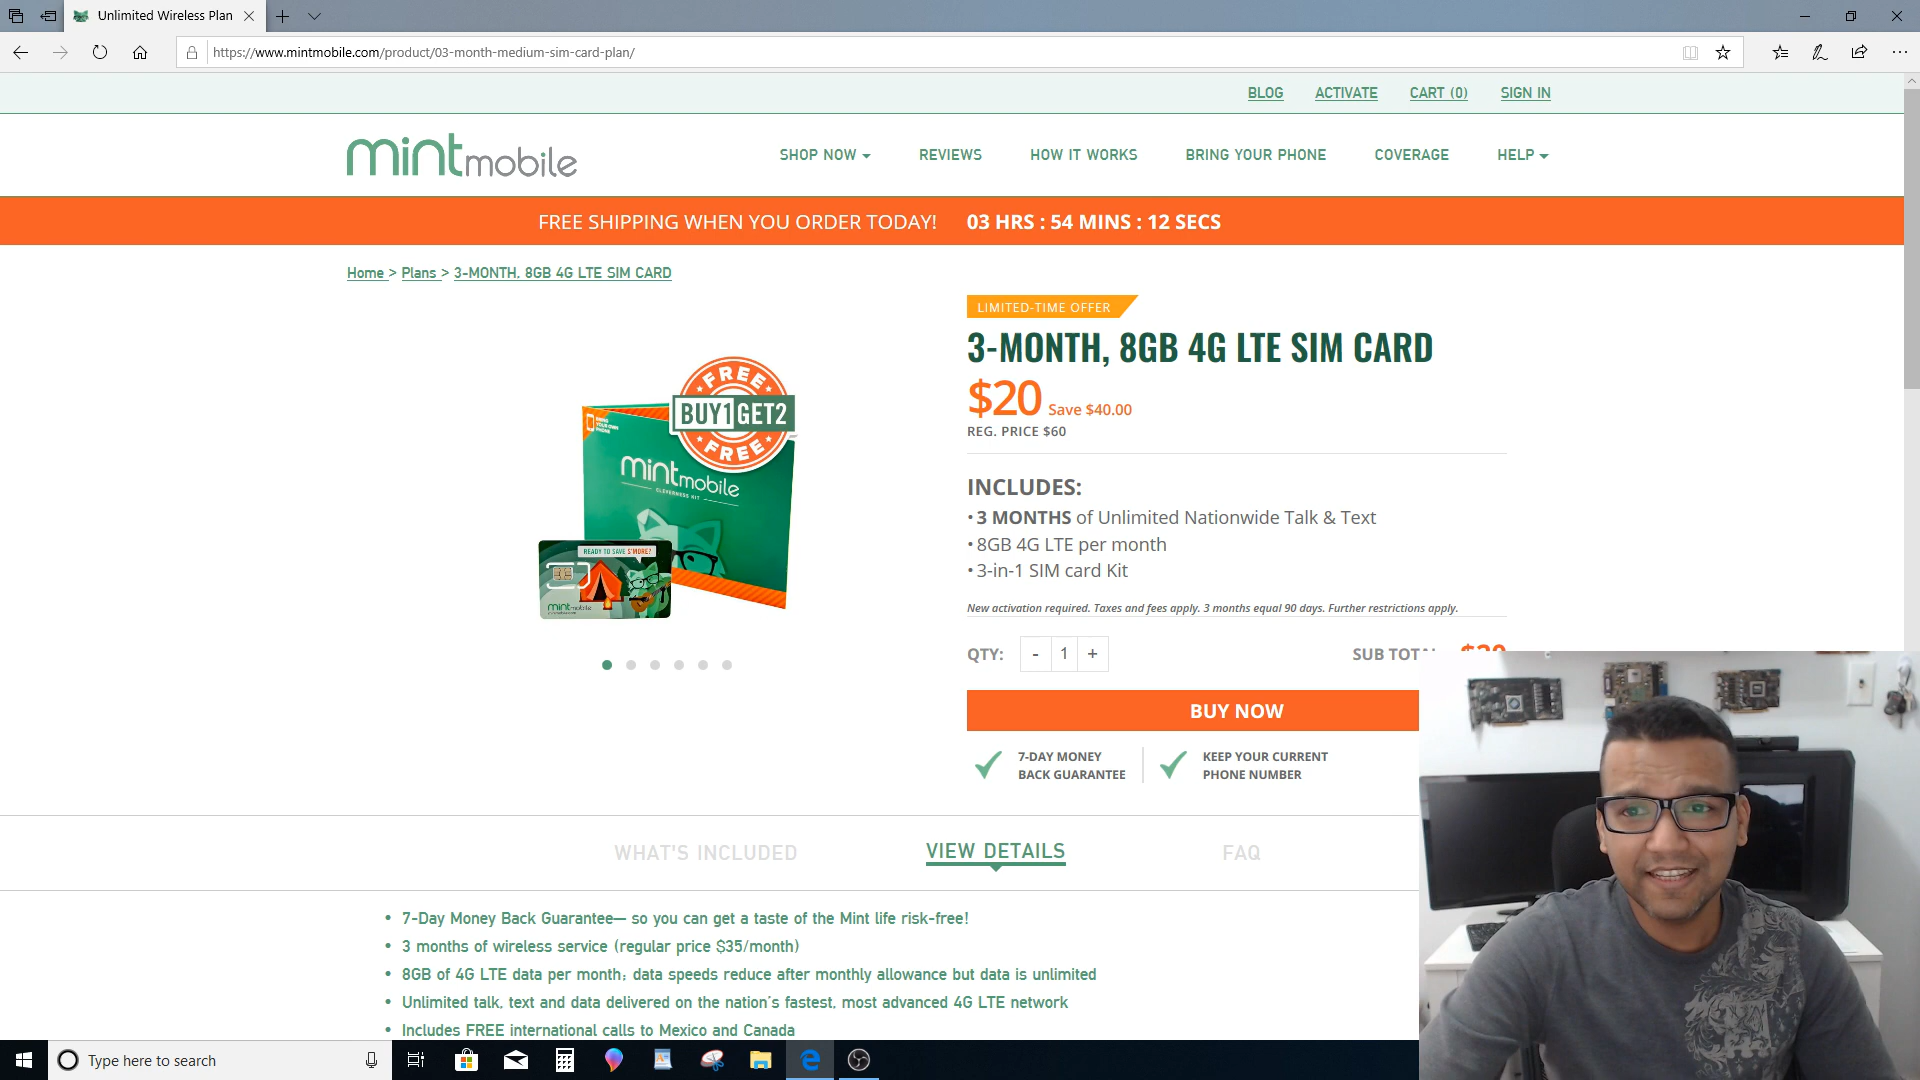 Unlimited Wireless Plan
https://www.mintmobile.com/product/03-month-medium-sim-card-plan/
BLOG ACTIVATE CART (0) SIGN IN
mintmobile
SHOP NOW REVIEWS HOW IT WORKS BRING YOUR PHONE COVERAGE HELP
FREE SHIPPING WHEN YOU ORDER TODAY! 03 HRS : 54 MINS : 12 SECS
Home > Plans > 3-MONTH, 8GB 4G LTE SIM CARD
LIMITED-TIME OFFER
3-MONTH, 8GB 4G LTE SIM CARD
$20 Save $40.00
REG. PRICE $60
FREE
BUY1 GET2
FREE
mintmobile
CLEVERNESS KIT
READY TO SAVE S'MORE?
mintmobile
INCLUDES:
• 3 MONTHS of Unlimited Nationwide Talk & Text
• 8GB 4G LTE per month
• 3-in-1 SIM card Kit
New activation required. Taxes and fees apply. 3 months equal 90 days. Further restrictions apply.
QTY: - 1 + SUB $20
BUY NOW
7-DAY MONEY
BACK GUARANTEE
KEEP YOUR CURRENT
PHONE NUMBER
WHAT'S INCLUDED VIEW DETAILS FAQ
• 7-Day Money Back Guarantee— so you can get a taste of the Mint life risk-free!
• 3 months of wireless service (regular price $35/month)
• 8GB of 4G LTE data per month; data speeds reduce after monthly allowance but data is unlimited
• Unlimited talk, text and data delivered on the nation's fastest, most advanced 4G LTE network
• Includes FREE international calls to Mexico and Canada
Type here to search